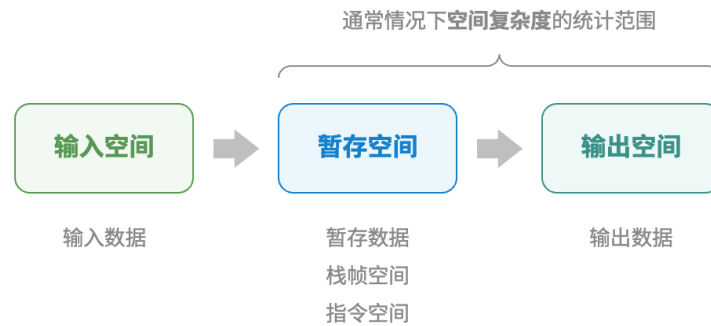 通常情况下空间复杂度的统计范围
输入空间
暂存空间
输出空间
输入数据
暂存数据
输出数据
栈帧空间
指令空间